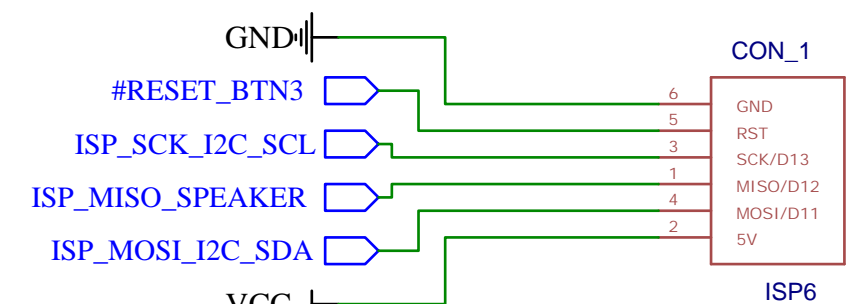 GND
CON_1
#RESET_BTN3
6
GND
5
RST
ISP_SCK_I2C_SCL
3
SCK/D13
1
MISO/D12
ISP_MISO_SPEAKER
4
MOSI/D11
2
5V
ISP_MOSI_I2C_SDA
ISP6
VCC